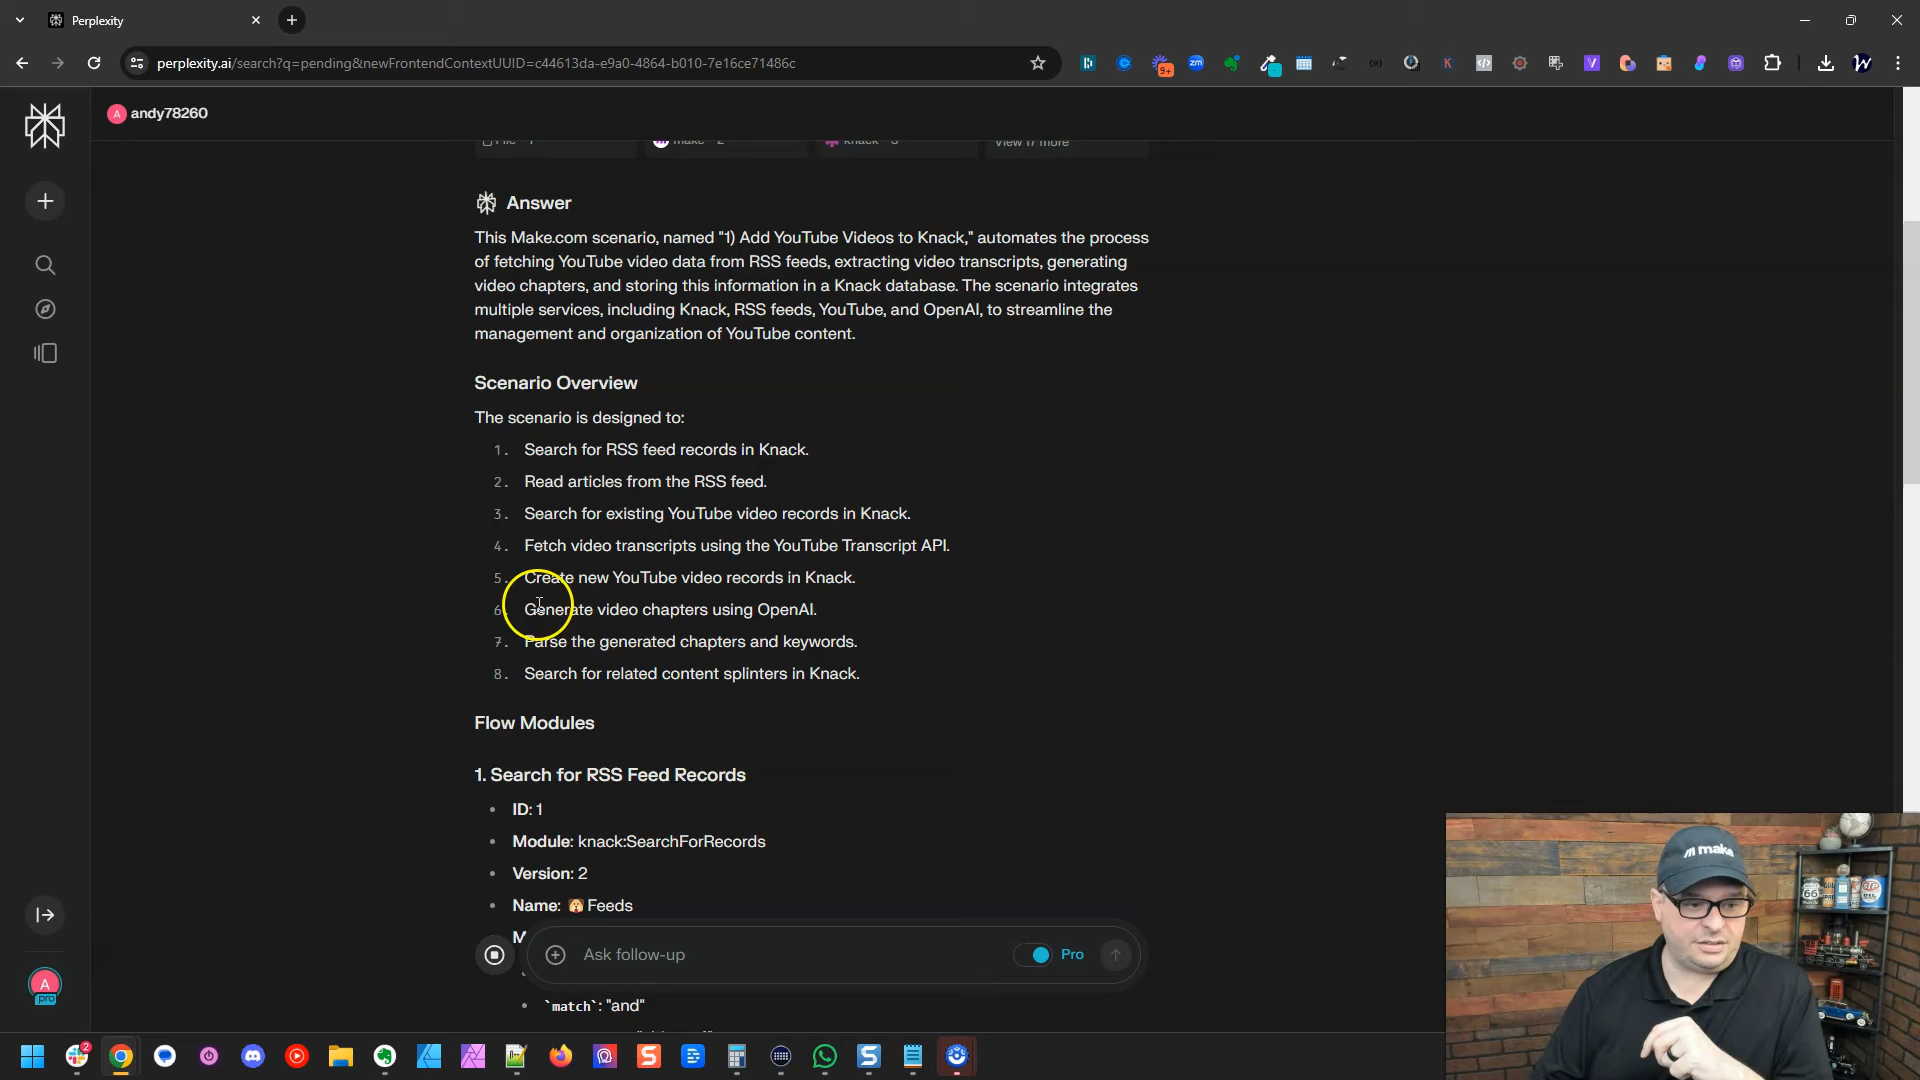 Perplexity
perplexity.ai/search?q=pending&newFrontendContextUUID=c44613da-e9a0-4864-b010-7e16ce71486c
andy78260
View 17 more
Answer
This Make.com scenario, named "1) Add YouTube Videos to Knack," automates the process
of fetching YouTube video data from RSS feeds, extracting video transcripts, generating
video chapters, and storing this information in a Knack database. The scenario integrates
multiple services, including Knack, RSS feeds, YouTube, and OpenAI, to streamline the
management and organization of YouTube content.
Scenario Overview
The scenario is designed to:
1. Search for RSS feed records in Knack.
2. Read articles from the RSS feed.
3. Search for existing YouTube video records in Knack.
4. Fetch video transcripts using the YouTube Transcript API.
5. Create new YouTube video records in Knack.
6. Generate video chapters using OpenAI.
7. Parse the generated chapters and keywords.
8. Search for related content splinters in Knack.
Flow Modules
1. Search for RSS Feed Records
• ID: 1
• Module: knack:SearchForRecords
• Version: 2
• Name: Feeds
Ask follow-up
Pro
• `match`: "and"
A
pro
make